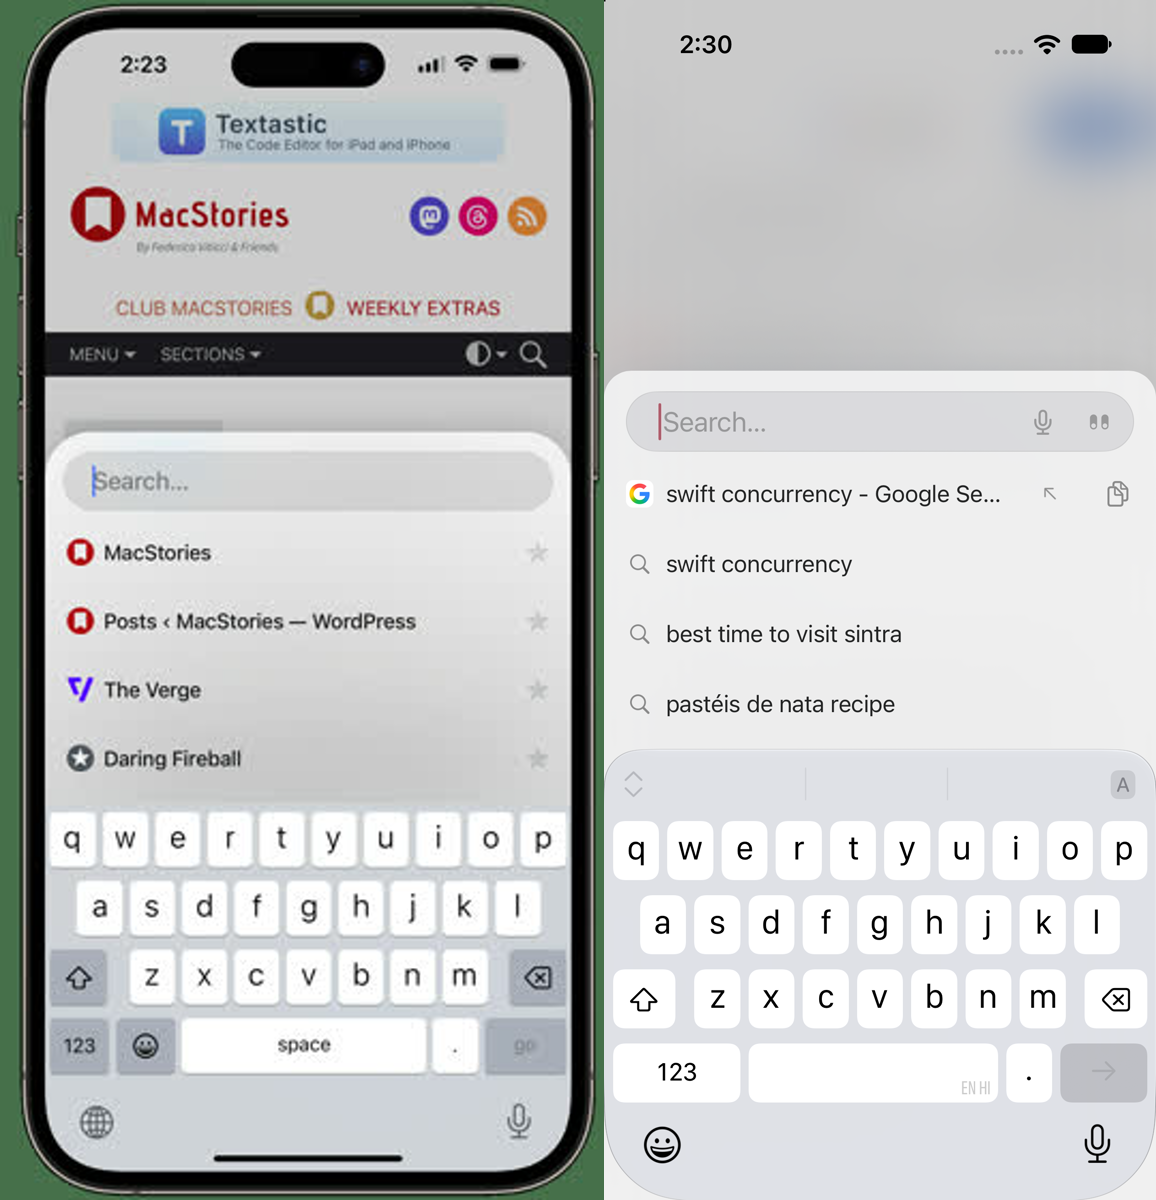 2:23
Textastic
The Code Editor for iPad and iPhone
MacStories
By Federico Viticci & Friends
CLUB MACSTORIES WEEKLY EXTRAS
MENU SECTIONS
Search...
MacStories
Posts ‹ MacStories — WordPress
The Verge
Daring Fireball
q w e r t y u i o p
a s d f g h j k l
z x c v b n m
123 space . go
2:30
Search...
swift concurrency - Google Se...
swift concurrency
best time to visit sintra
pastéis de nata recipe
A
q w e r t y u i o p
a s d f g h j k l
z x c v b n m
123 EN HI .